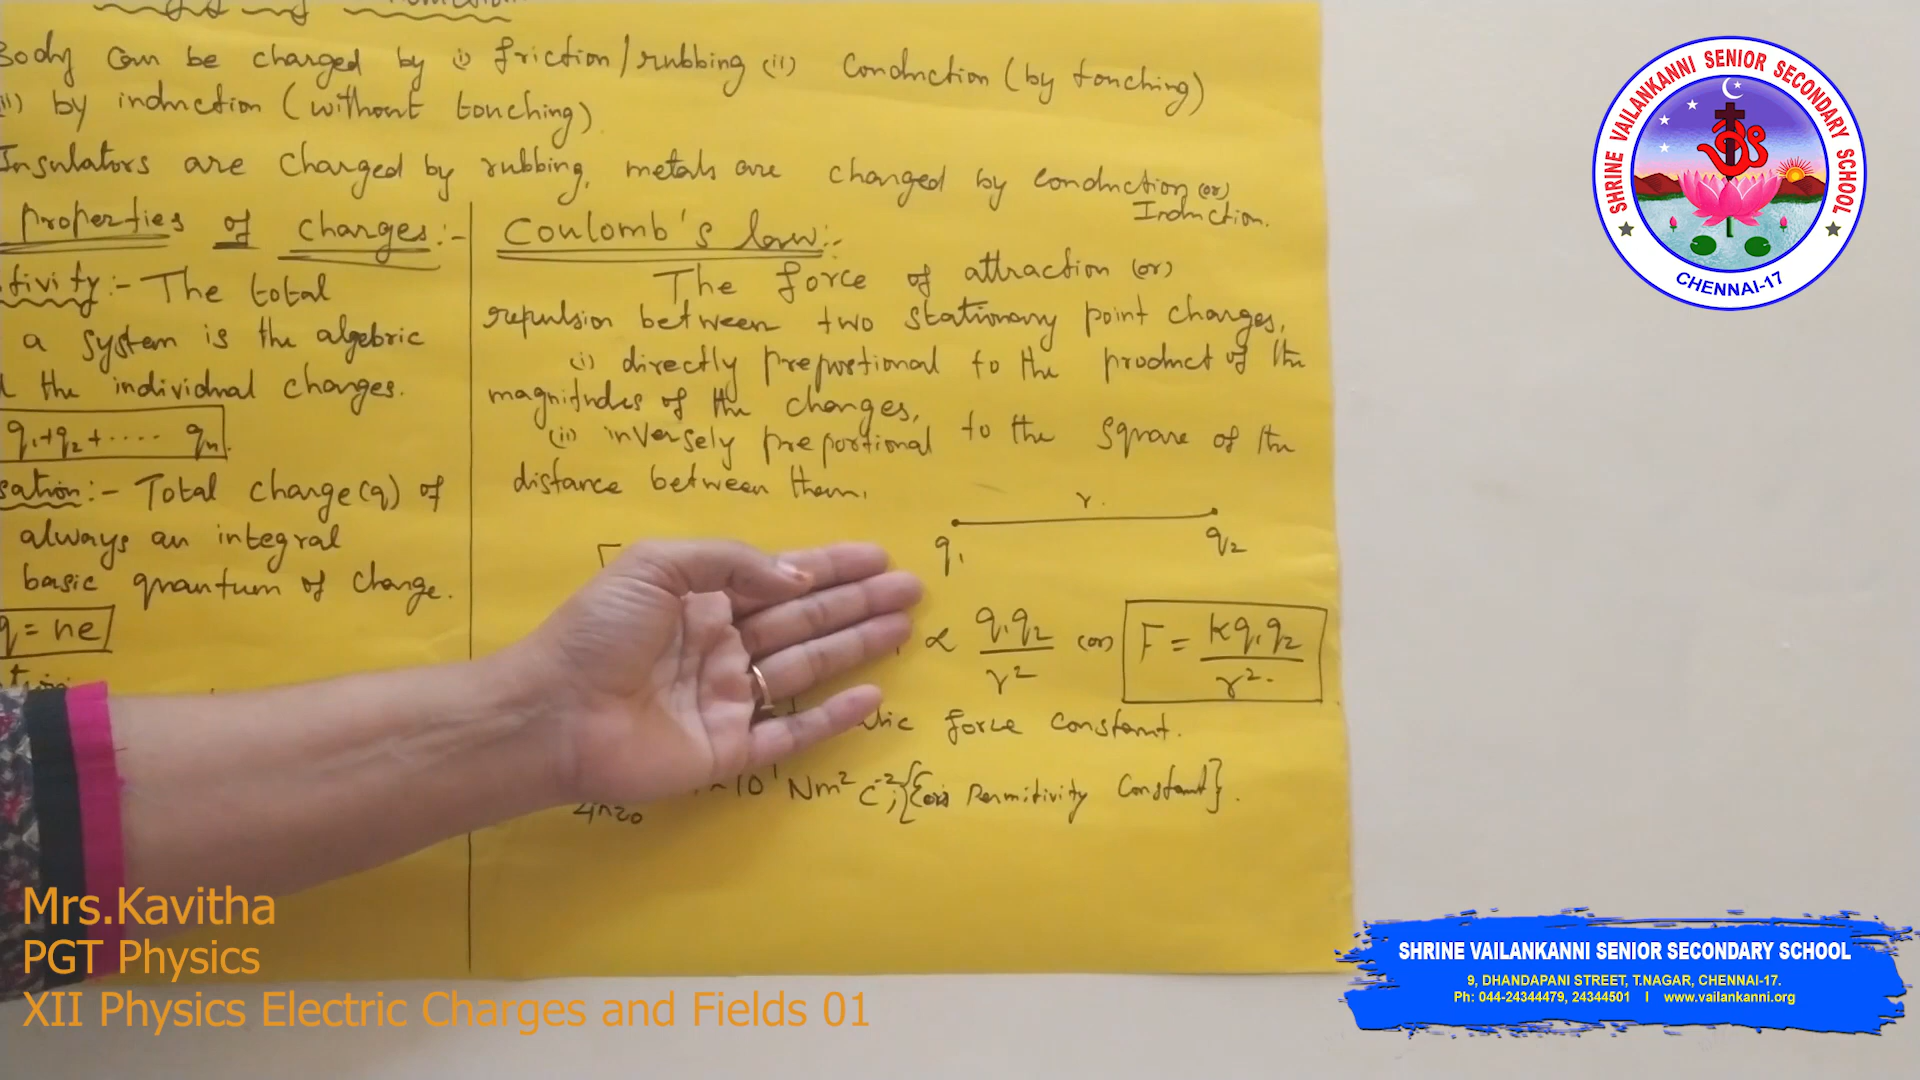 Body can be charged by (i) friction/rubbing (ii) Conduction (by touching)
by induction (without touching)
Insulators are charged by rubbing, metals are charged by conduction (or)
Induction.
properties of charges:-
tivity:- The total
a system is the algebric
the individual charges.
q1+q2+..... qn.
sation:- Total charge(q) of
always an integral
basic quantum of charge.
q = ne
Coulomb's law:-
The force of attraction (or)
repulsion between two stationary point charges,
(i) directly preportional to the product of the
magnitudes of the charges,
(ii) inversely preportional to the square of the
distance between them.
r.
q1 q2
∝ q1q2/r² (or) F = kq1q2/r².
force constant.
Nm² C⁻²; Permitivity Constant}.
SHRINE VAILANKANNI SENIOR SECONDARY SCHOOL
CHENNAI-17
Mrs.Kavitha
PGT Physics
XII Physics Electric Charges and Fields 01
SHRINE VAILANKANNI SENIOR SECONDARY SCHOOL
9, DHANDAPANI STREET, T.NAGAR, CHENNAI-17.
Ph: 044-24344479, 24344501 I www.vailankanni.org